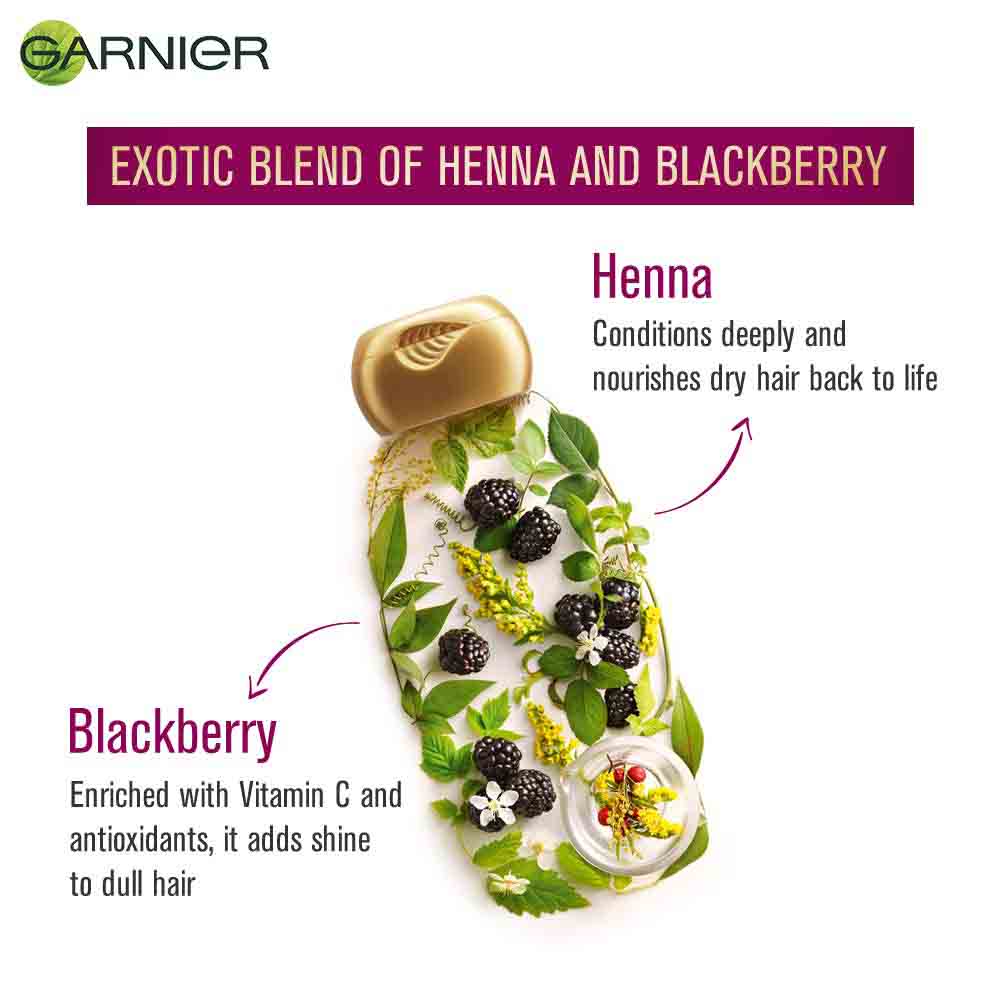 GARNIER
EXOTIC BLEND OF HENNA AND BLACKBERRY
Henna
Conditions deeply and
nourishes dry hair back to life
Blackberry
Enriched with Vitamin C and
antioxidants, it adds shine
to dull hair